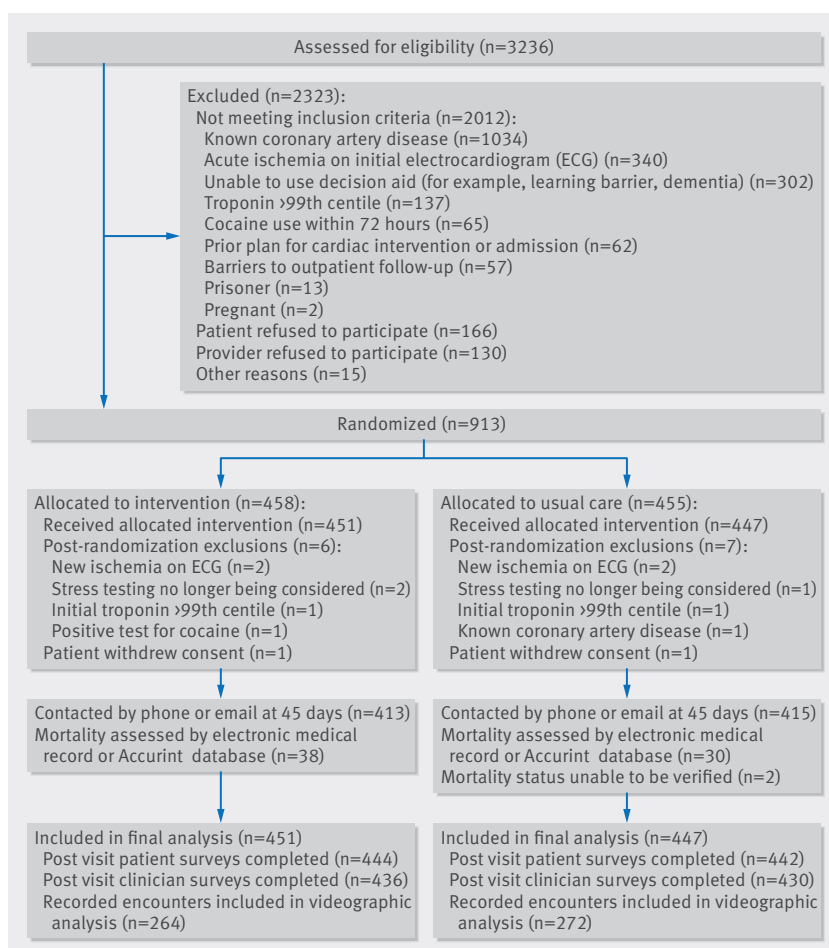 Assessed for eligibility (n=3236)
Excluded (n=2323):
Not meeting inclusion criteria (n=2012):
Known coronary artery disease (n=1034)
Acute ischemia on initial electrocardiogram (ECG) (n=340)
Unable to use decision aid (for example, learning barrier, dementia) (n=302)
Troponin >99th centile (n=137)
Cocaine use within 72 hours (n=65)
Prior plan for cardiac intervention or admission (n=62)
Barriers to outpatient follow-up (n=57)
Prisoner (n=13)
Pregnant (n=2)
Patient refused to participate (n=166)
Provider refused to participate (n=130)
Other reasons (n=15)
Randomized (n=913)
Allocated to intervention (n=458):
Received allocated intervention (n=451)
Post-randomization exclusions (n=6):
New ischemia on ECG (n=2)
Stress testing no longer being considered (n=2)
Initial troponin >99th centile (n=1)
Positive test for cocaine (n=1)
Patient withdrew consent (n=1)
Allocated to usual care (n=455):
Received allocated intervention (n=447)
Post-randomization exclusions (n=7):
New ischemia on ECG (n=2)
Stress testing no longer being considered (n=1)
Initial troponin >99th centile (n=1)
Known coronary artery disease (n=1)
Patient withdrew consent (n=1)
Contacted by phone or email at 45 days (n=413)
Mortality assessed by electronic medical
record or Accurint database (n=38)
Contacted by phone or email at 45 days (n=415)
Mortality assessed by electronic medical
record or Accurint database (n=30)
Mortality status unable to be verified (n=2)
Included in final analysis (n=451)
Post visit patient surveys completed (n=444)
Post visit clinician surveys completed (n=436)
Recorded encounters included in videographic
analysis (n=264)
Included in final analysis (n=447)
Post visit patient surveys completed (n=442)
Post visit clinician surveys completed (n=430)
Recorded encounters included in videographic
analysis (n=272)